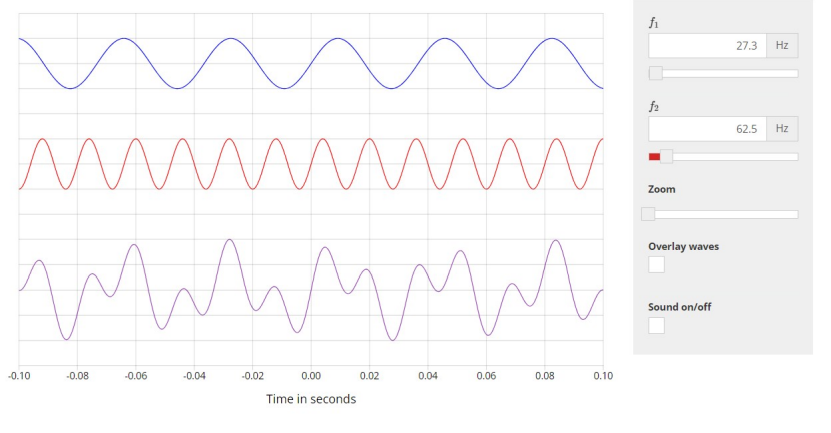 f₁
27.3 Hz
f₂
62.5 Hz
Zoom
Overlay waves
Sound on/off
-0.10 -0.08 -0.06 -0.04 -0.02 0.00 0.02 0.04 0.06 0.08 0.10
Time in seconds